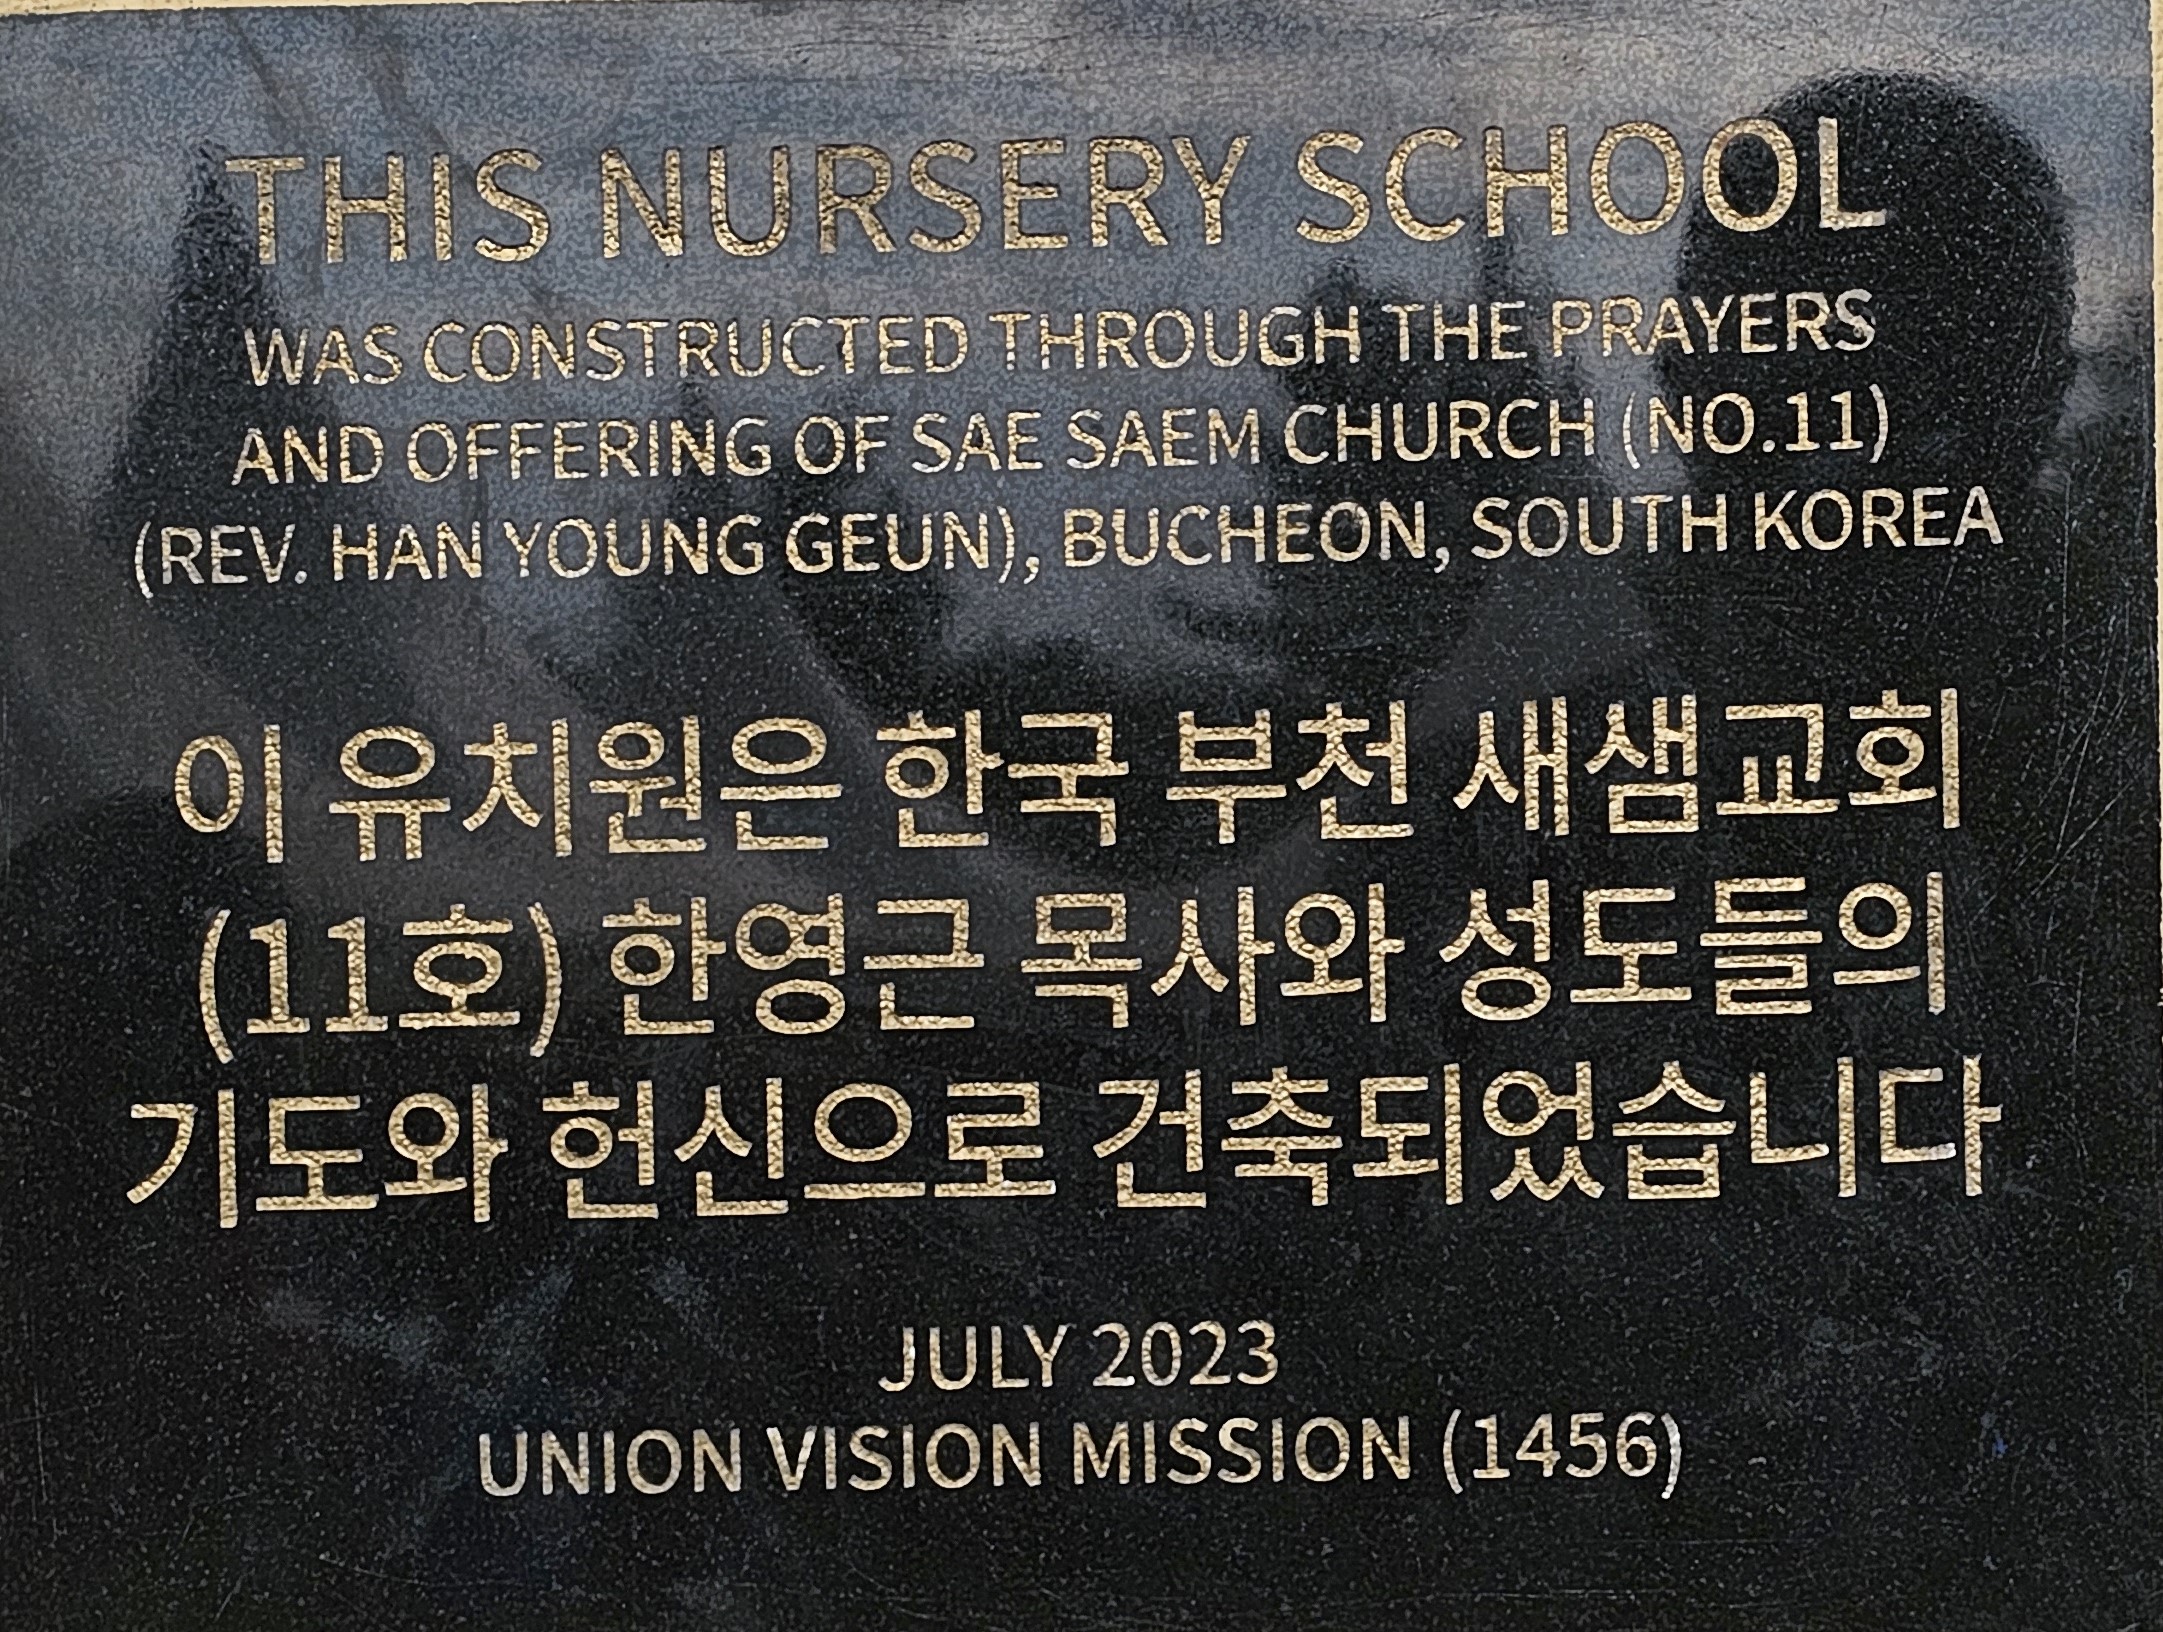 THIS NURSERY SCHOOL
WAS CONSTRUCTED THROUGH THE PRAYERS
AND OFFERING OF SAE SAEM CHURCH (NO.11)
(REV. HAN YOUNG GEUN), BUCHEON, SOUTH KOREA
이 유치원은 한국 부천 새샘교회
(11호) 한영근 목사와 성도들의
기도와 헌신으로 건축되었습니다
JULY 2023
UNION VISION MISSION (1456)